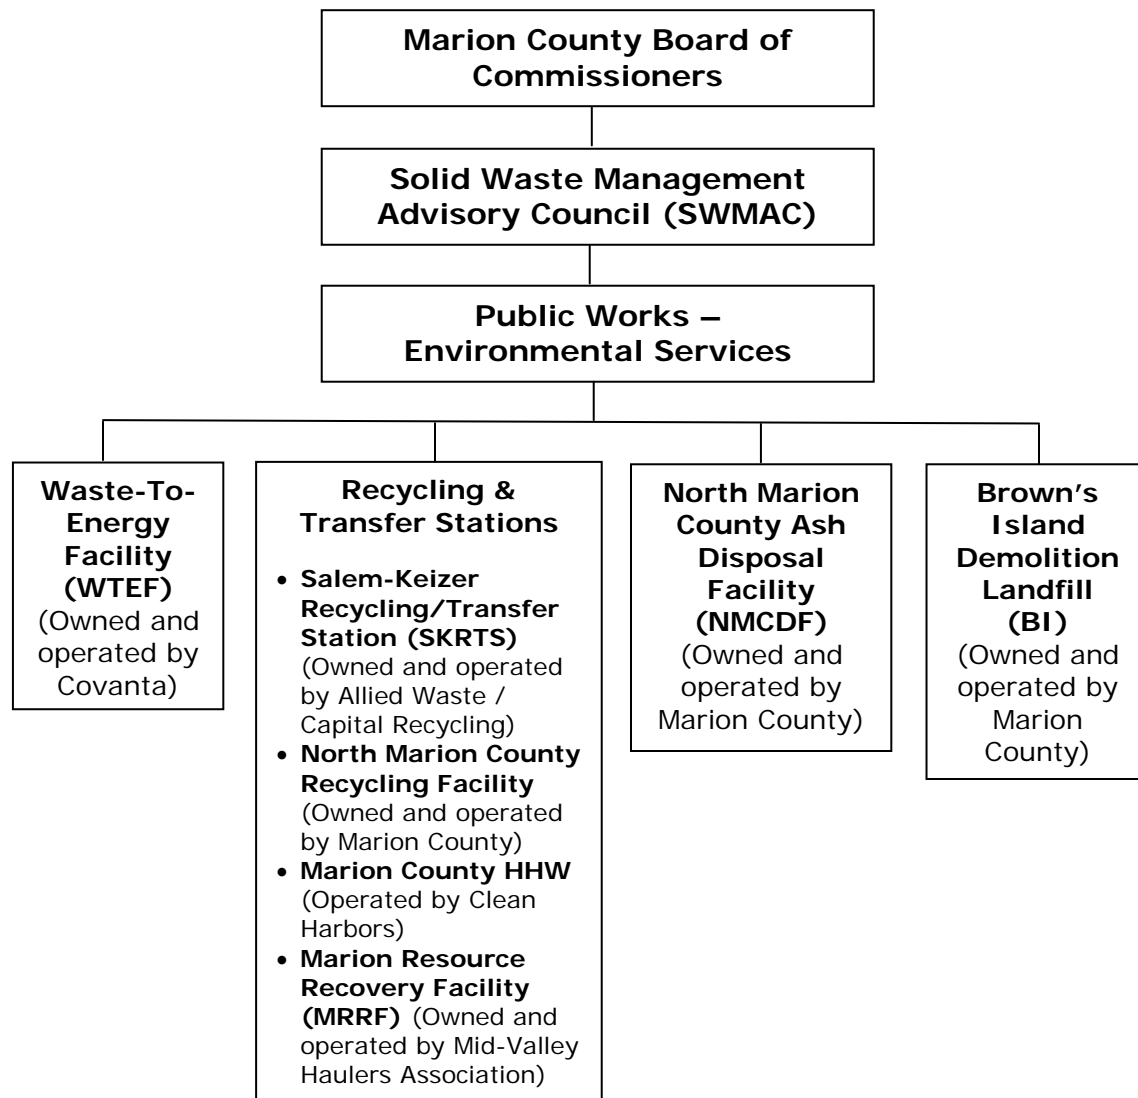 Marion County Board of
Commissioners
Solid Waste Management
Advisory Council (SWMAC)
Public Works –
Environmental Services
Waste-To-
Energy
Facility
(WTEF)
(Owned and
operated by
Covanta)
Recycling &
Transfer Stations
• Salem-Keizer
Recycling/Transfer
Station (SKRTS)
(Owned and operated
by Allied Waste /
Capital Recycling)
• North Marion County
Recycling Facility
(Owned and operated
by Marion County)
• Marion County HHW
(Operated by Clean
Harbors)
• Marion Resource
Recovery Facility
(MRRF) (Owned and
operated by Mid-Valley
Haulers Association)
North Marion
County Ash
Disposal
Facility
(NMCDF)
(Owned and
operated by
Marion County)
Brown's
Island
Demolition
Landfill
(BI)
(Owned and
operated by
Marion
County)